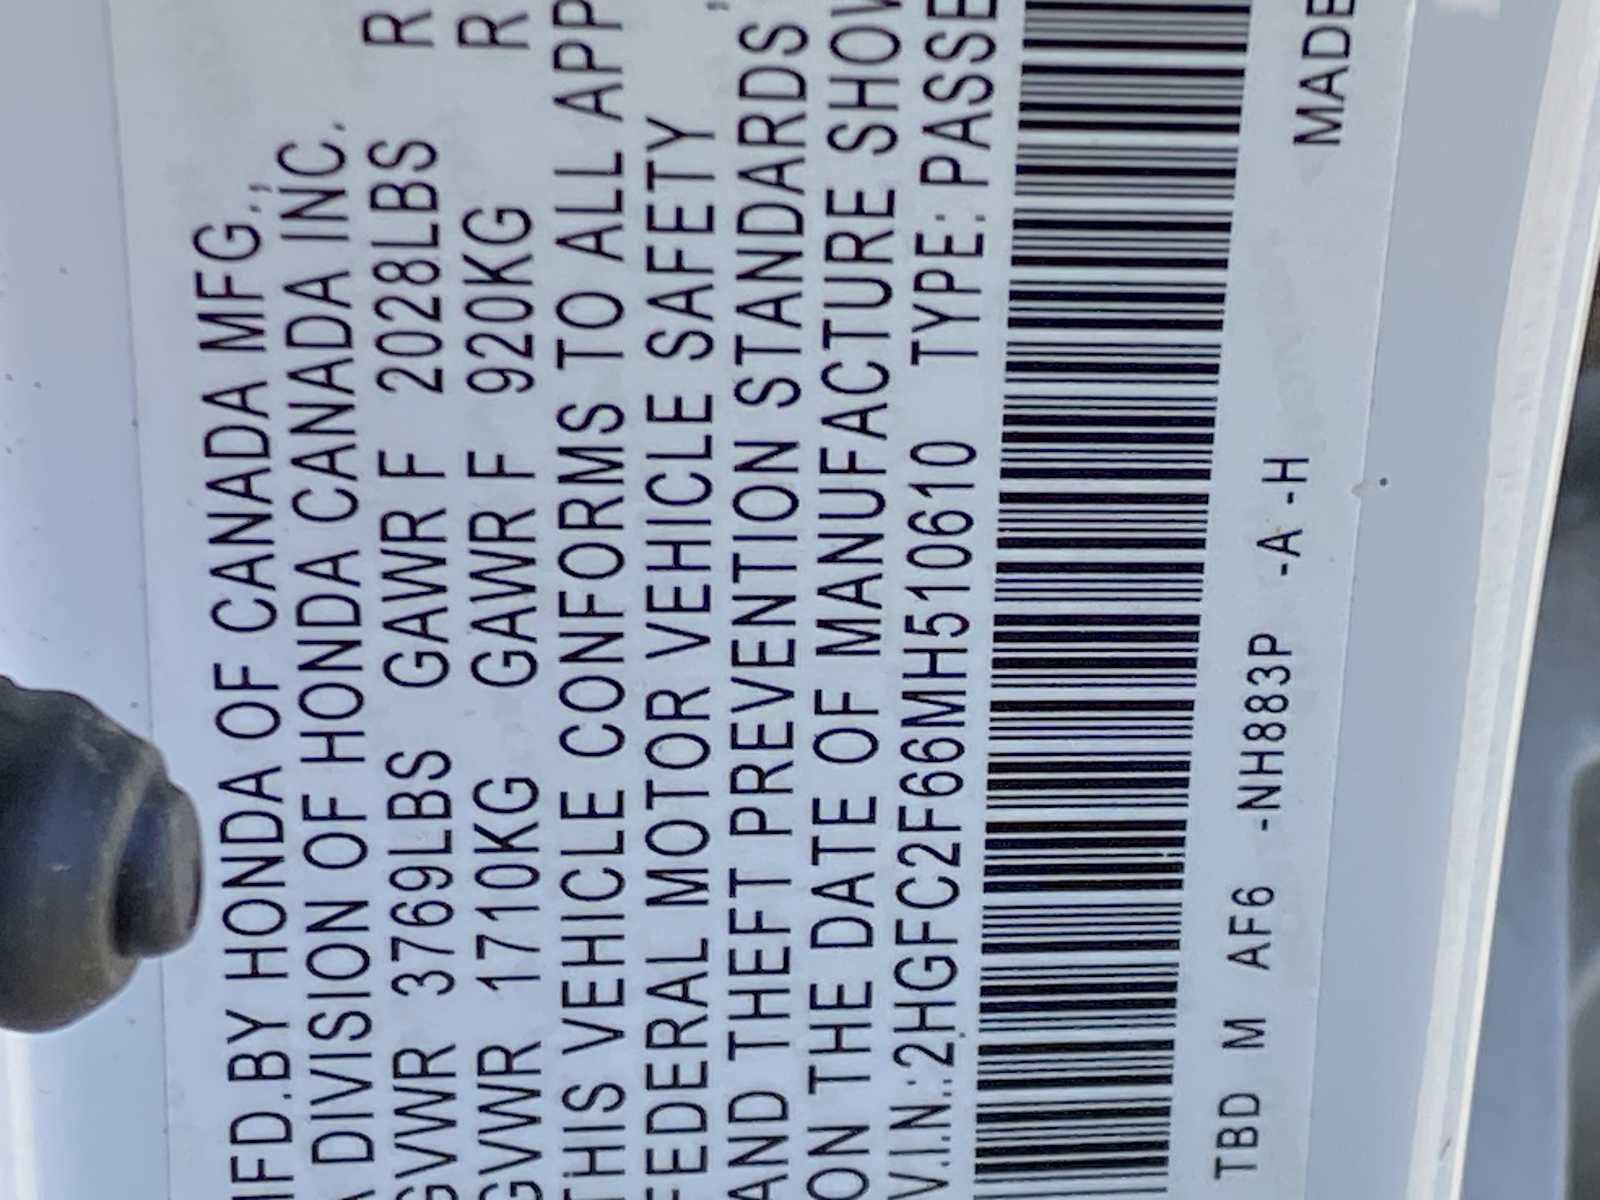 MFD.BY HONDA OF CANADA MFG.,
A DIVISION OF HONDA CANADA INC.
GVWR 3769LBS GAWR F 2028LBS R
GVWR 1710KG GAWR F 920KG R
THIS VEHICLE CONFORMS TO ALL APP
FEDERAL MOTOR VEHICLE SAFETY
AND THEFT PREVENTION STANDARDS
ON THE DATE OF MANUFACTURE SHOW
V.I.N.:2HGFC2F66MH510610 TYPE: PASSE
TBD M AF6 -NH883P -A -H MADE